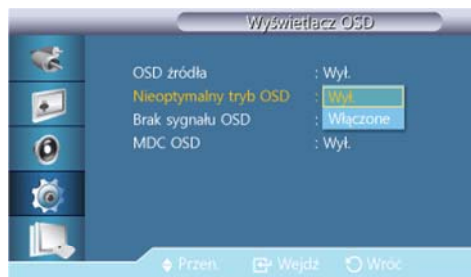 Wyświetlacz OSD
OSD źródła : Wył.
Nieoptymalny tryb OSD : Wył.
Brak sygnału OSD : Włączone
MDC OSD : Wył.
Przen. Wejdź Wróć